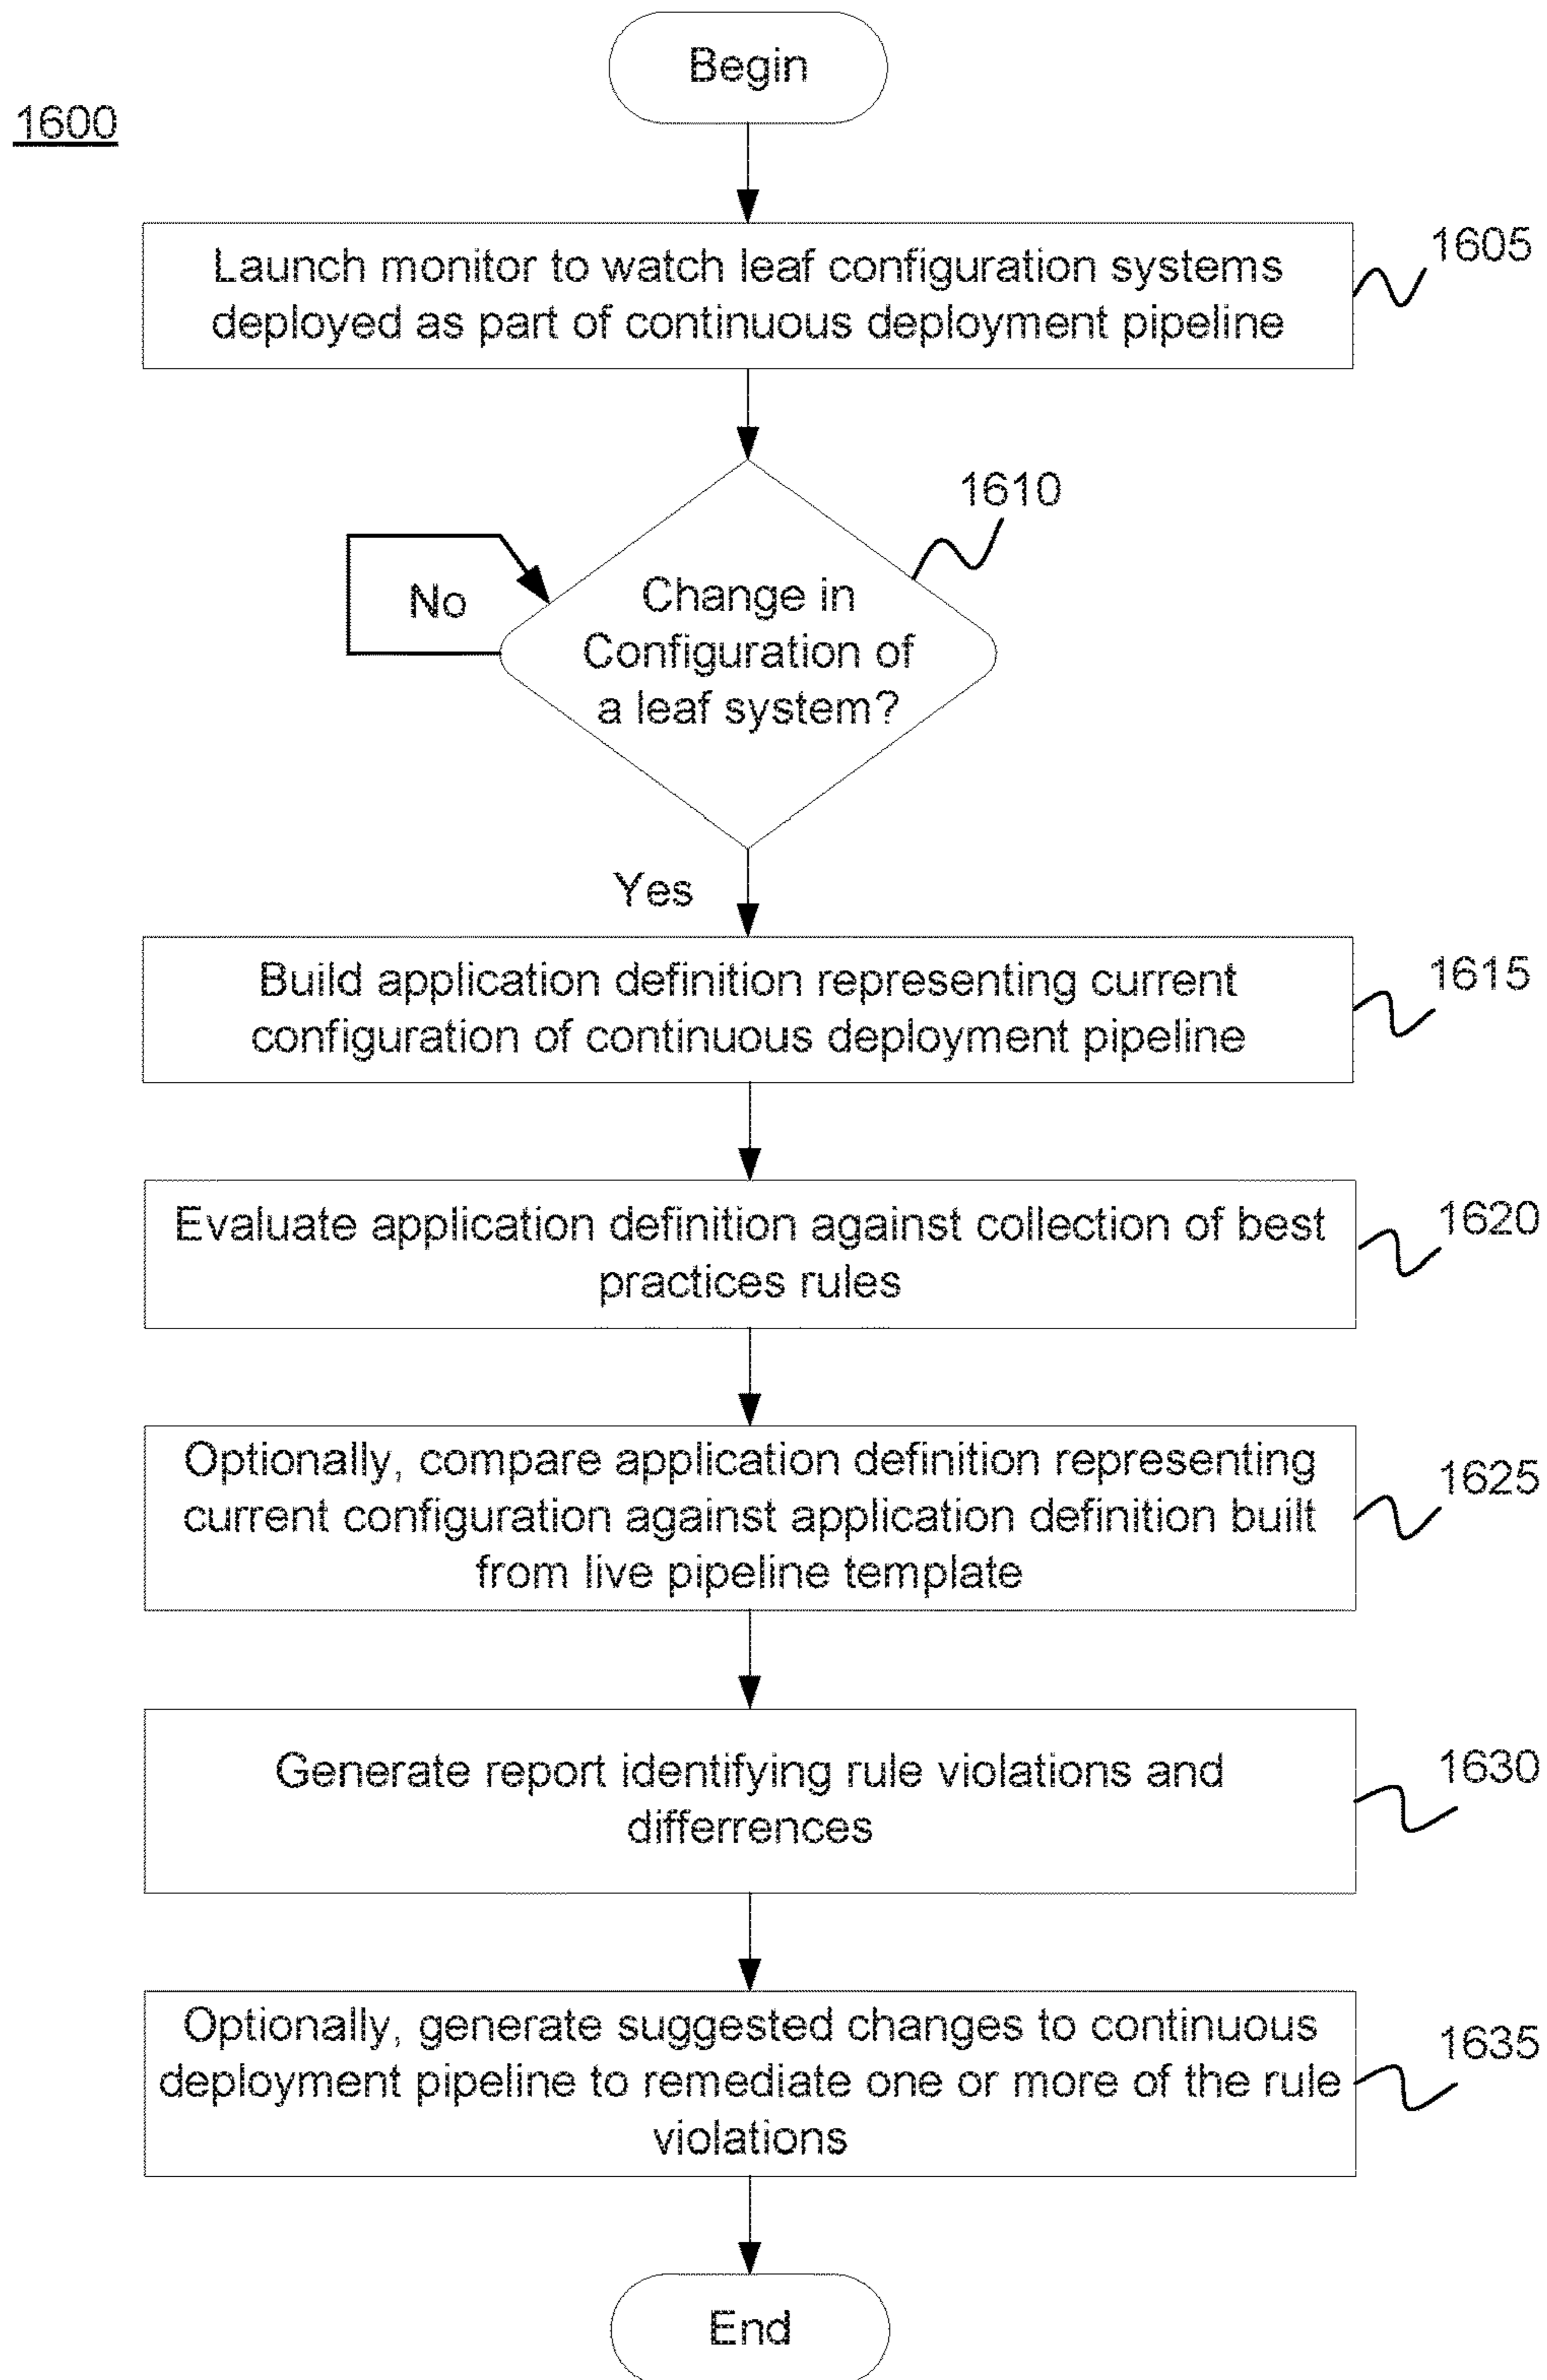 Begin
1600
Launch monitor to watch leaf configuration systems
deployed as part of continuous deployment pipeline
1605
1610
Change in
Configuration of
a leaf system?
No
Yes
Build application definition representing current
configuration of continuous deployment pipeline
1615
Evaluate application definition against collection of best
practices rules
1620
Optionally, compare application definition representing
current configuration against application definition built
from live pipeline template
1625
Generate report identifying rule violations and
differrences
1630
Optionally, generate suggested changes to continuous
deployment pipeline to remediate one or more of the rule
violations
1635
End